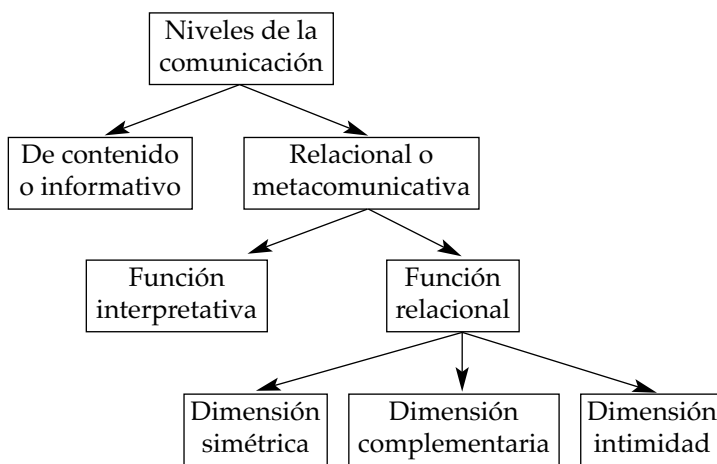 Niveles de la
comunicación
De contenido
o informativo
Relacional o
metacomunicativa
Función
interpretativa
Función
relacional
Dimensión
simétrica
Dimensión
complementaria
Dimensión
intimidad